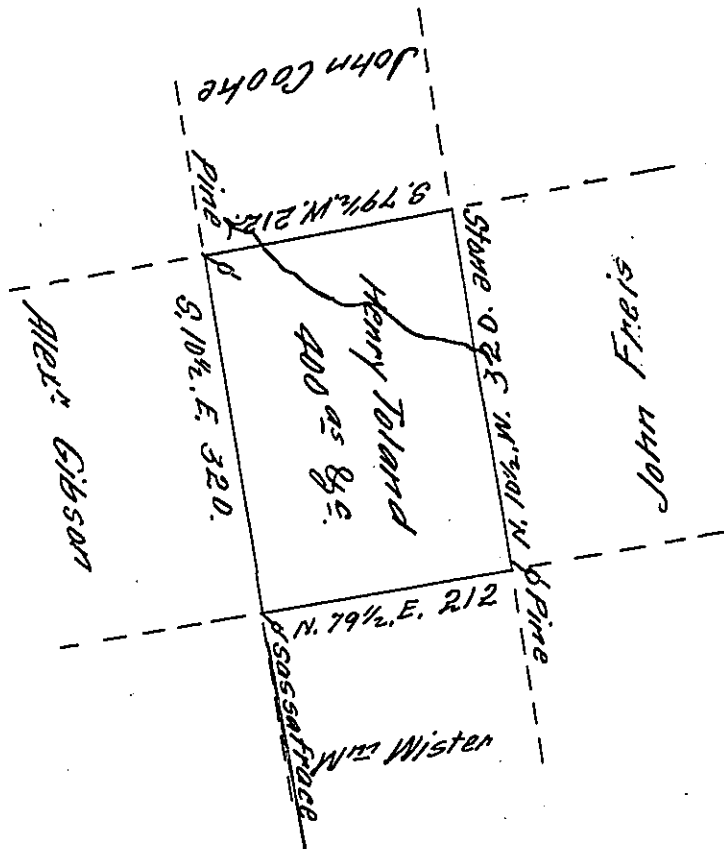 John Cooke
Pine
S. 79½. W. 212.
Stone
N. 10½. W. 320.
John Freis
Henry Toland
400 as &c.
S. 10½. E. 320.
Alexr. Gibson
Pine
N. 79½. E. 212
Sassafrace
Wm Wister